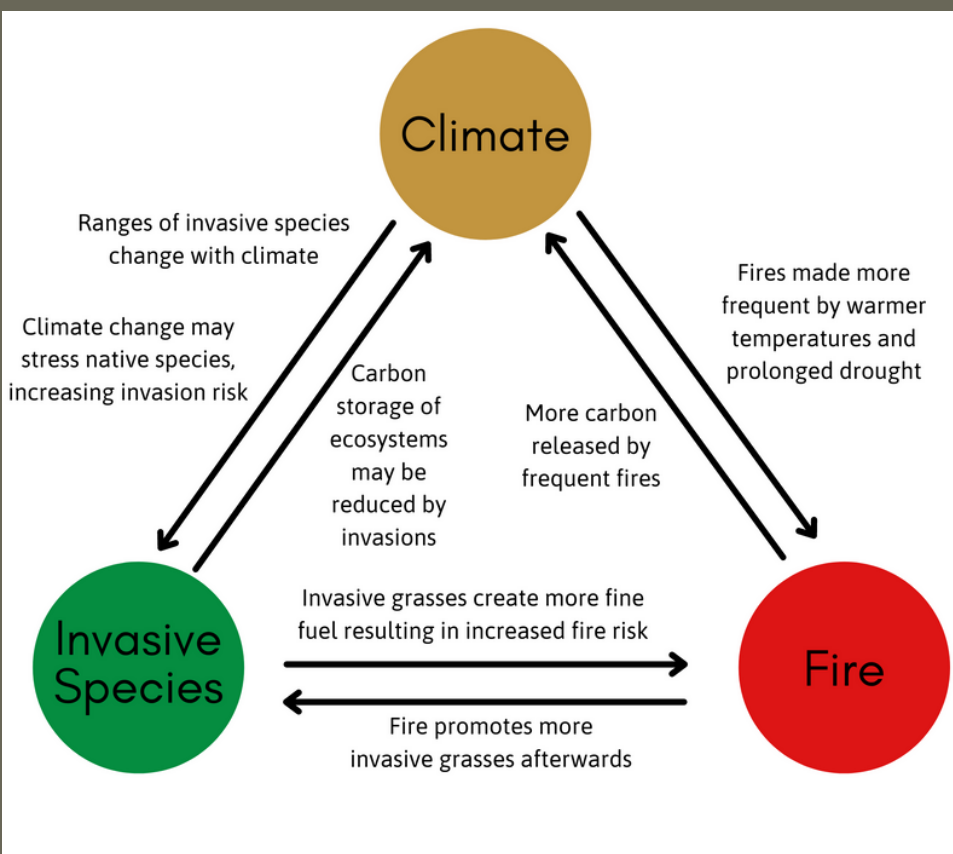 Climate
Ranges of invasive species
change with climate
Climate change may
stress native species,
increasing invasion risk
Carbon
storage of
ecosystems
may be
reduced by
invasions
More carbon
released by
frequent fires
Fires made more
frequent by warmer
temperatures and
prolonged drought
Invasive
Species
Invasive grasses create more fine
fuel resulting in increased fire risk
Fire promotes more
invasive grasses afterwards
Fire